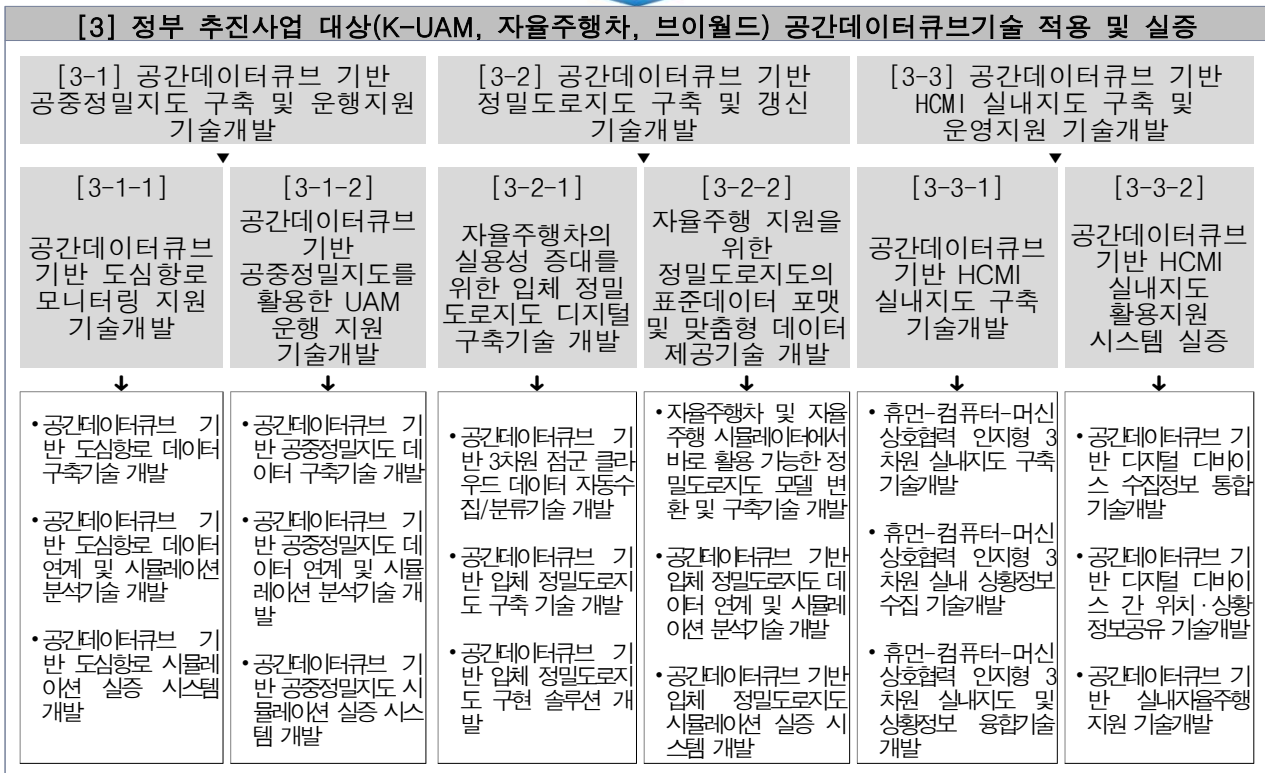 [3] 정부 추진사업 대상(K-UAM, 자율주행차, 브이월드) 공간데이터큐브기술 적용 및 실증
[3-1] 공간데이터큐브 기반
공중정밀지도 구축 및 운행지원
기술개발
[3-2] 공간데이터큐브 기반
정밀도로지도 구축 및 갱신
기술개발
[3-3] 공간데이터큐브 기반
HCMI 실내지도 구축 및
운영지원 기술개발
[3-1-1]
공간데이터큐브
기반 도심항로
모니터링 지원
기술개발
[3-1-2]
공간데이터큐브
기반
공중정밀지도를
활용한 UAM
운행 지원
기술개발
[3-2-1]
자율주행차의
실용성 증대를
위한 입체 정밀
도로지도 디지털
구축기술 개발
[3-2-2]
자율주행 지원을
위한
정밀도로지도의
표준데이터 포맷
및 맞춤형 데이터
제공기술 개발
[3-3-1]
공간데이터큐브
기반 HCMI
실내지도 구축
기술개발
[3-3-2]
공간데이터큐브
기반 HCMI
실내지도
활용지원
시스템 실증
•공간데이터큐브 기
반 도심항로 데이터
구축기술 개발
•공간데이터큐브 기
반 도심항로 데이터
연계 및 시뮬레이션
분석기술 개발
•공간데이터큐브 기
반 도심항로 시뮬레
이션 실증 시스템
개발
•공간데이터큐브 기
반 공중정밀지도 데
이터 구축기술 개발
•공간데이터큐브 기
반 공중정밀지도 데
이터 연계 및 시뮬
레이션 분석기술 개
발
•공간데이터큐브 기
반 공중정밀지도 시
뮬레이션 실증 시스
템 개발
•공간데이터큐브 기
반 3차원 점군 클라
우드 데이터 자동수
집/분류기술 개발
•공간데이터큐브 기
반 입체 정밀도로지
도 구축 기술 개발
•공간데이터큐브 기
반 입체 정밀도로지
도 구현 솔루션 개
발
•자율주행차 및 자율
주행 시뮬레이터에서
바로 활용 가능한 정
밀도로지도 모델 변
환 및 구축기술 개발
•공간데이터큐브 기반
입체 정밀도로지도 데
이터 연계 및 시뮬레
이션 분석기술 개발
•공간데이터큐브 기반
입체 정밀도로지도
시뮬레이션 실증 시
스템 개발
• 휴먼-컴퓨터-머신
상호협력 인지형 3
차원 실내지도 구축
기술개발
• 휴먼-컴퓨터-머신
상호협력 인지형 3
차원 실내 상황정보
수집 기술개발
• 휴먼-컴퓨터-머신
상호협력 인지형 3
차원 실내지도 및
상황정보 융합기술
개발
•공간데이터큐브 기
반 디지털 디바이
스 수집정보 통합
기술개발
•공간데이터큐브 기
반 디지털 디바이
스 간 위치·상황
정보공유 기술개발
•공간데이터큐브 기
반 실내자율주행
지원 기술개발